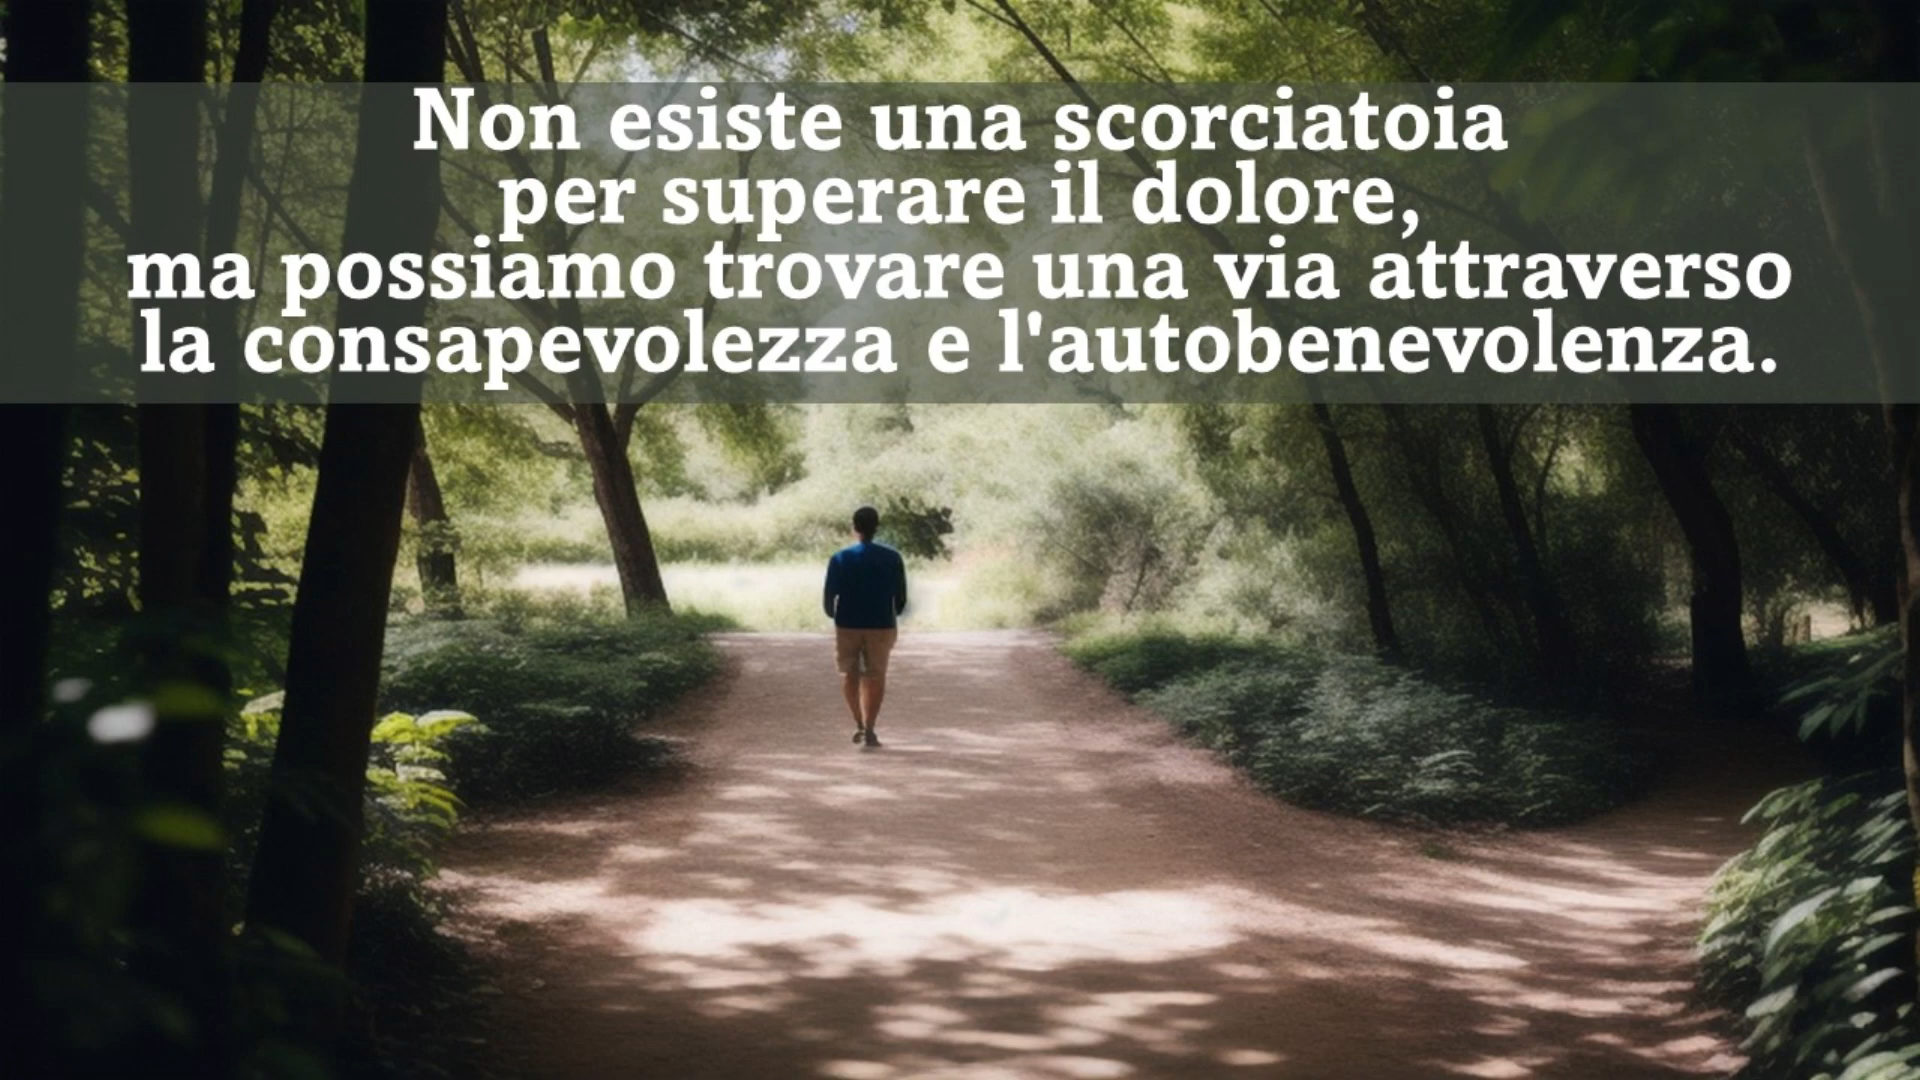 Non esiste una scorciatoia
per superare il dolore,
ma possiamo trovare una via attraverso
la consapevolezza e l'autobenevolenza.